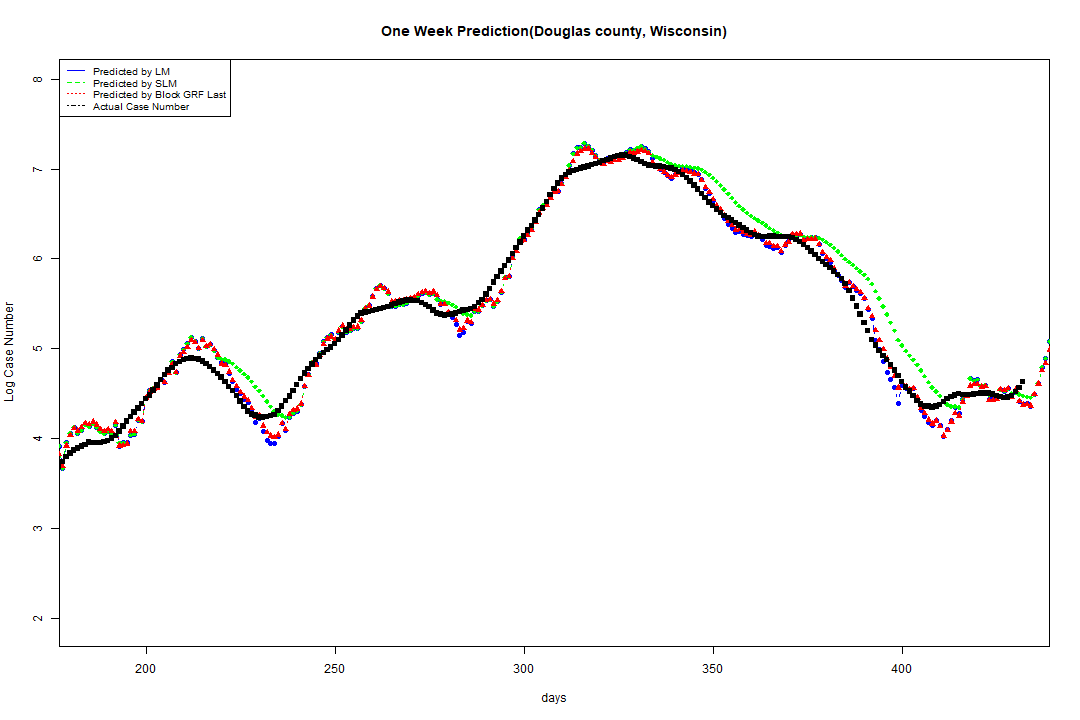 One Week Prediction(Douglas county, Wisconsin)
Predicted by LM
Predicted by SLM
Predicted by Block GRF Last
Actual Case Number
8
7
6
5
4
3
2
Log Case Number
200 250 300 350 400
days